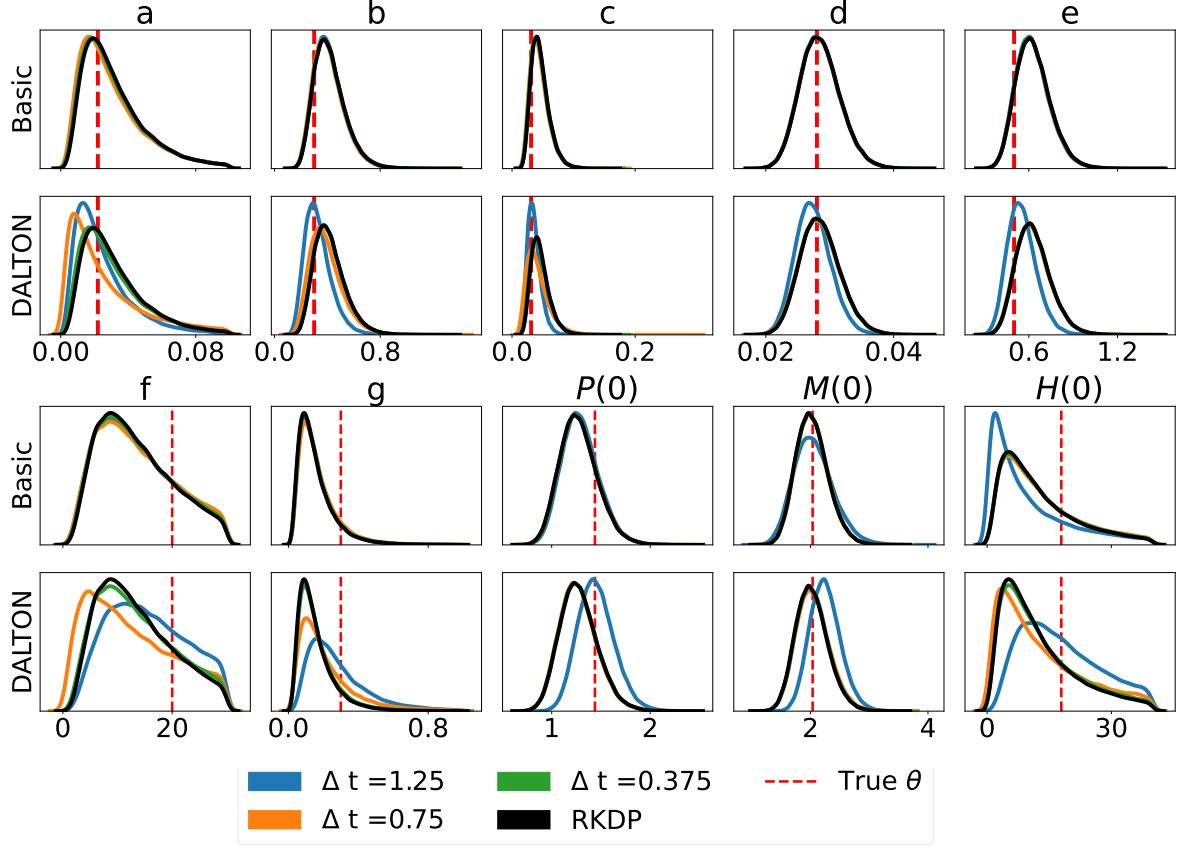 a b c d e
Basic
DALTON
0.00 0.08 0.0 0.8 0.0 0.2 0.02 0.04 0.6 1.2
f g P(0) M(0) H(0)
Basic
DALTON
0 20 0.0 0.8 1 2 2 4 0 30
Δ t =1.25 Δ t =0.375 True θ
Δ t =0.75 RKDP